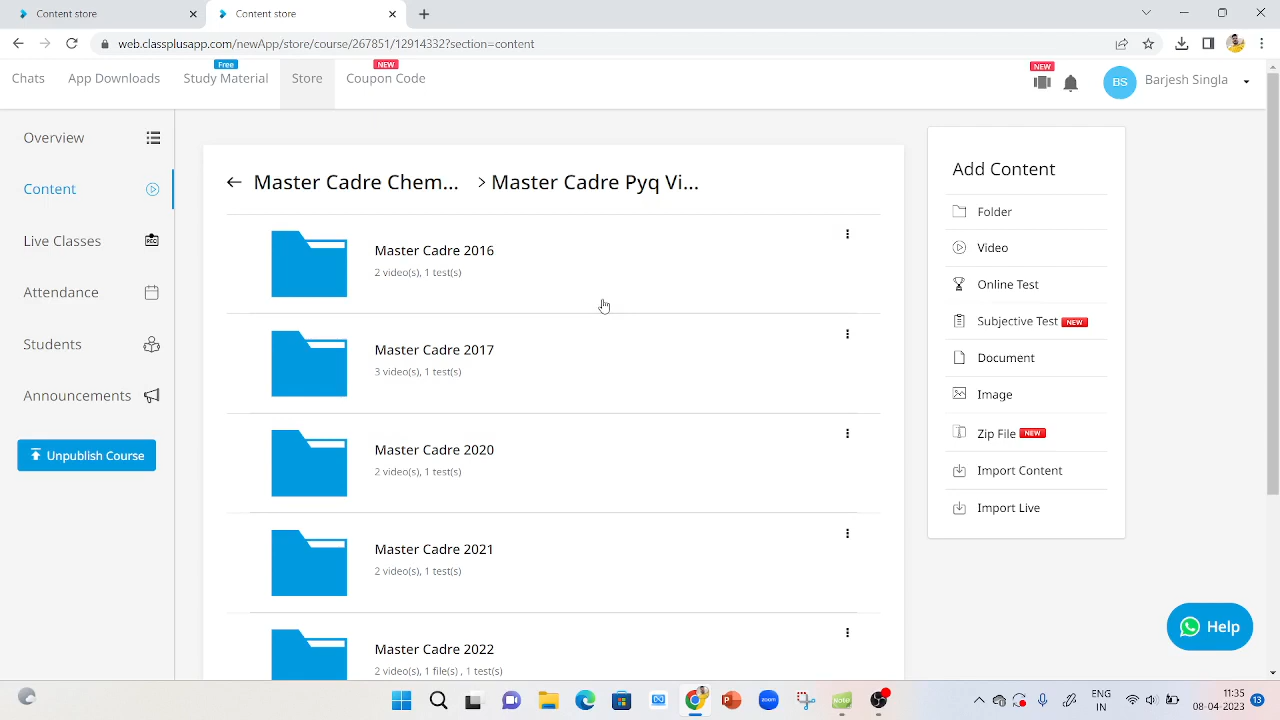 Content store
Content store
web.classplusapp.com/newApp/store/course/267851/12914332?section=content
Chats
App Downloads
Free
Study Material
Store
NEW
Coupon Code
NEW
BS
Barjesh Singla
Overview
Content
Live Classes
Attendance
Students
Announcements
Unpublish Course
Master Cadre Chem... > Master Cadre Pyq Vi...
Master Cadre 2016
2 video(s), 1 test(s)
Master Cadre 2017
3 video(s), 1 test(s)
Master Cadre 2020
2 video(s), 1 test(s)
Master Cadre 2021
2 video(s), 1 test(s)
Master Cadre 2022
2 video(s), 1 file(s) , 1 test(s)
Add Content
Folder
Video
Online Test
Subjective Test NEW
Document
Image
Zip File NEW
Import Content
Import Live
Help
zoom
note
ENG
IN
11:35
08-04-2023
13